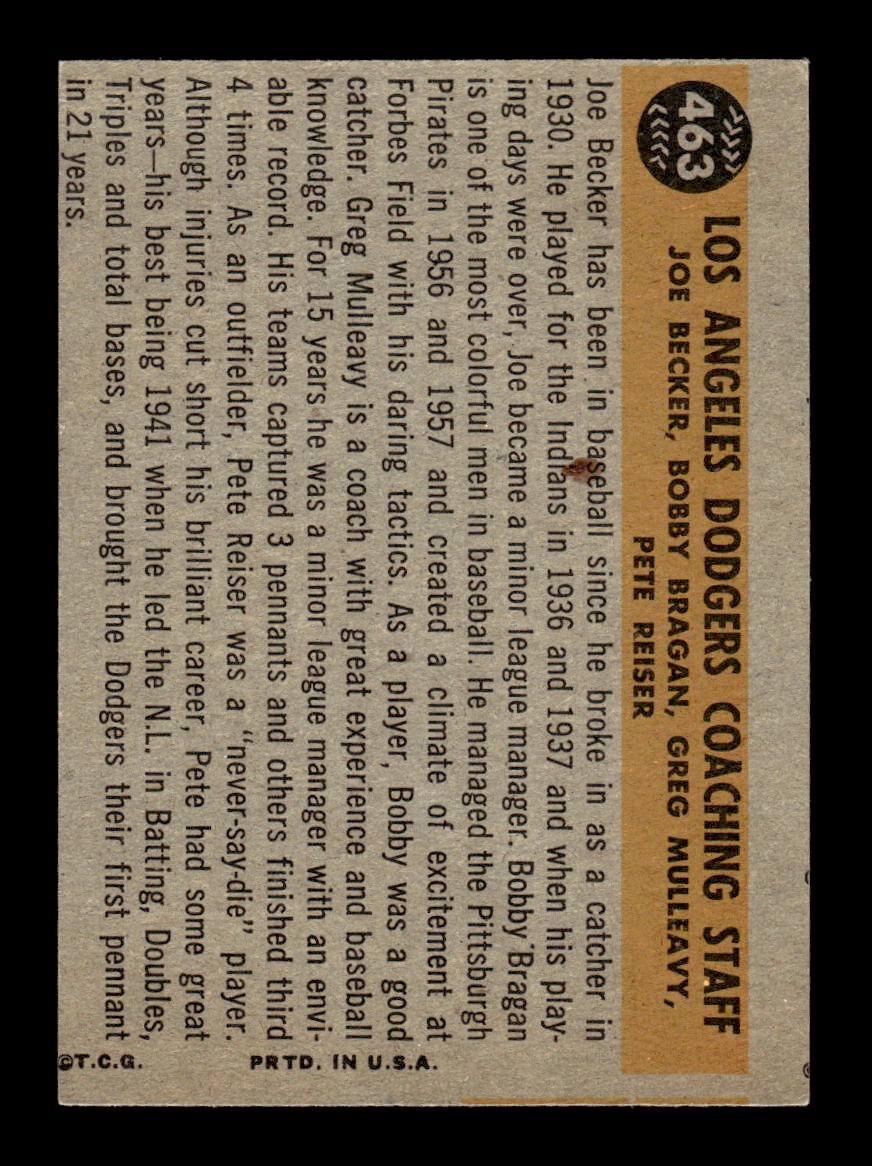 463
LOS ANGELES DODGERS COACHING STAFF
JOE BECKER, BOBBY BRAGAN, GREG MULLEAVY,
PETE REISER
Joe Becker has been in baseball since he broke in as a catcher in
1930. He played for the Indians in 1936 and 1937 and when his play-
ing days were over, Joe became a minor league manager. Bobby Bragan
is one of the most colorful men in baseball. He managed the Pittsburgh
Pirates in 1956 and 1957 and created a climate of excitement at
Forbes Field with his daring tactics. As a player, Bobby was a good
catcher. Greg Mulleavy is a coach with great experience and baseball
knowledge. For 15 years he was a minor league manager with an envi-
able record. His teams captured 3 pennants and others finished third
4 times. As an outfielder, Pete Reiser was a "never-say-die" player.
Although injuries cut short his brilliant career, Pete had some great
years—his best being 1941 when he led the N.L. in Batting, Doubles,
Triples and total bases, and brought the Dodgers their first pennant
in 21 years.
PRTD. IN U.S.A.
©T.C.G.